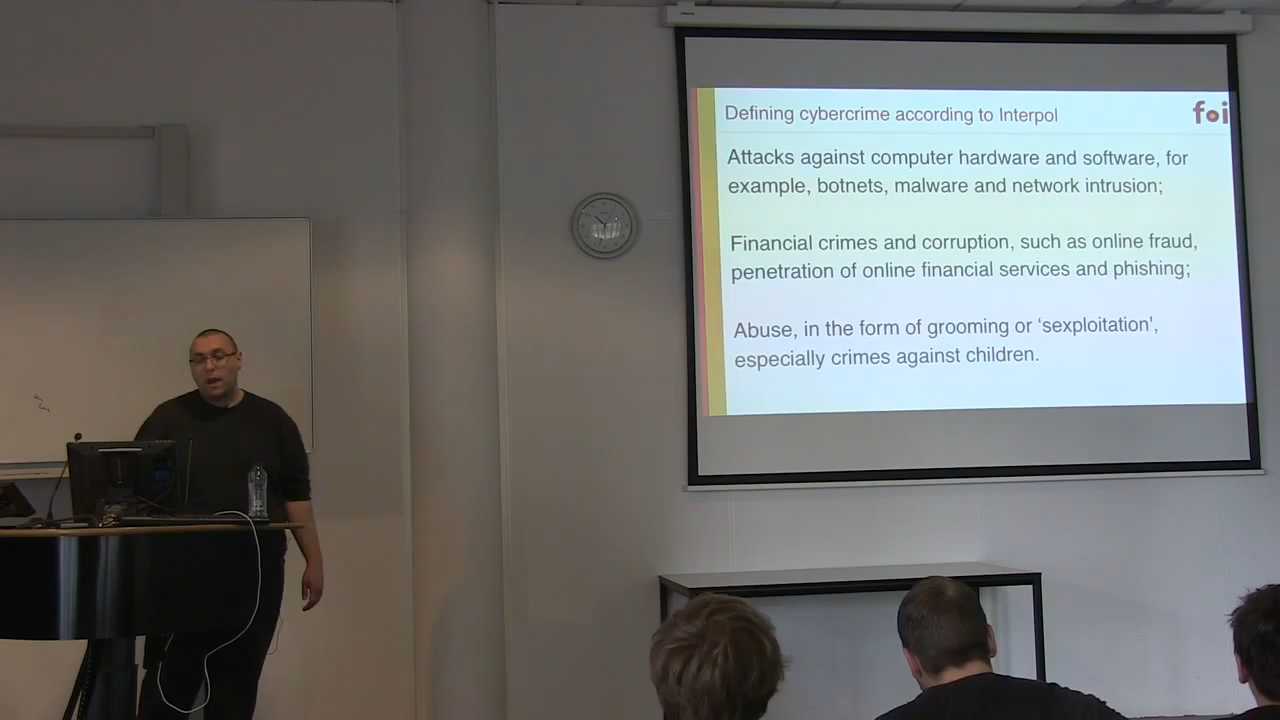 Defining cybercrime according to Interpol
foi
Attacks against computer hardware and software, for
example, botnets, malware and network intrusion;
Financial crimes and corruption, such as online fraud,
penetration of online financial services and phishing;
Abuse, in the form of grooming or ‘sexploitation',
especially crimes against children.